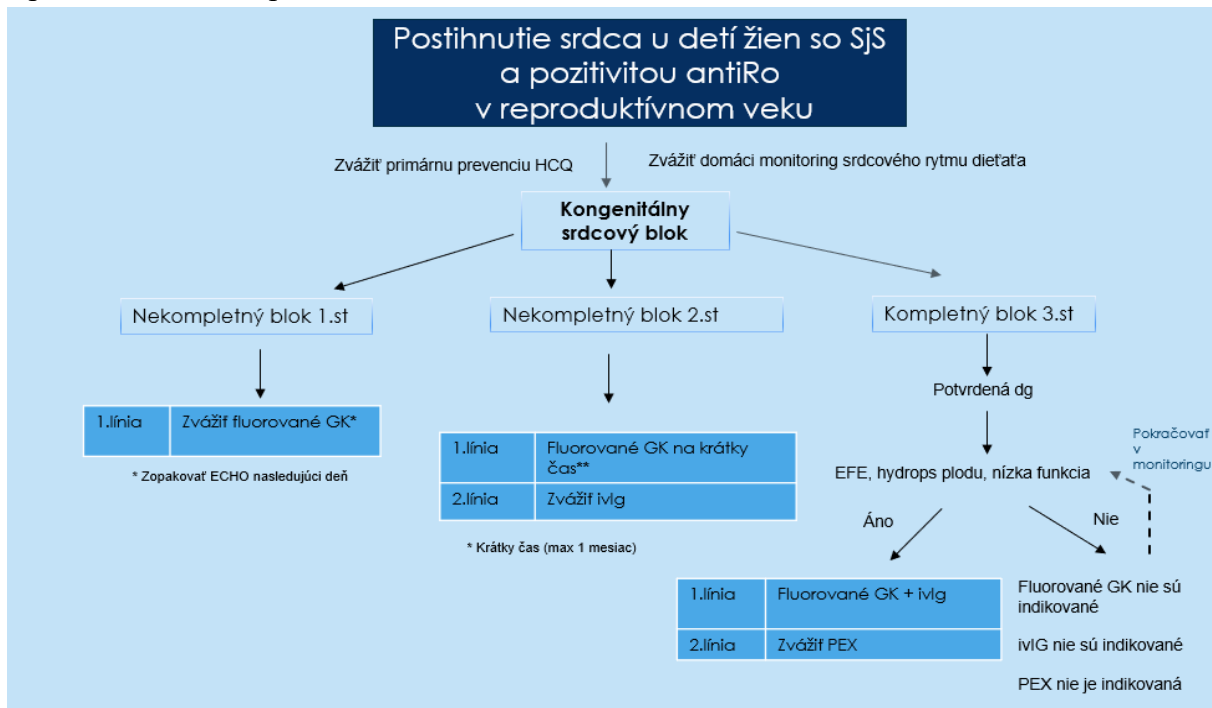 Postihnutie srdca u detí žien so SjS
a pozitivitou antiRo
v reproduktívnom veku
Zvážiť primárnu prevenciu HCQ
Zvážiť domáci monitoring srdcového rytmu dieťaťa
Kongenitálny
srdcový blok
Nekompletný blok 1.st
Nekompletný blok 2.st
Kompletný blok 3.st
1.línia
Zvážiť fluorované GK*
* Zopakovať ECHO nasledujúci deň
1.línia
Fluorované GK na krátky
čas**
2.línia
Zvážiť ivIg
* Krátky čas (max 1 mesiac)
Potvrdená dg
EFE, hydrops plodu, nízka funkcia
Pokračovať
v
monitoringu
Áno
Nie
1.línia
Fluorované GK + ivIg
2.línia
Zvážiť PEX
Fluorované GK nie sú
indikované
ivIG nie sú indikované
PEX nie je indikovaná